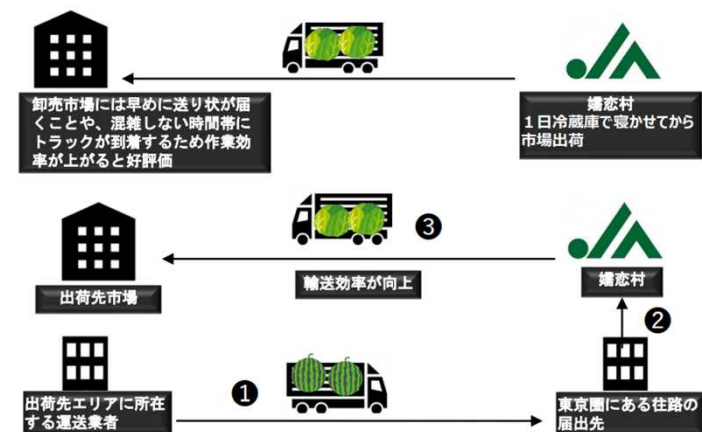 卸売市場には早めに送り状が届
くことや、混雑しない時間帯に
トラックが到着するため作業効
率が上がると好評価
嬬恋村
1日冷蔵庫で寝かせてから
市場出荷
❸
出荷先市場
輸送効率が向上
嬬恋村
❷
❶
出荷先エリアに所在
する運送業者
東京圏にある往路の
届出先